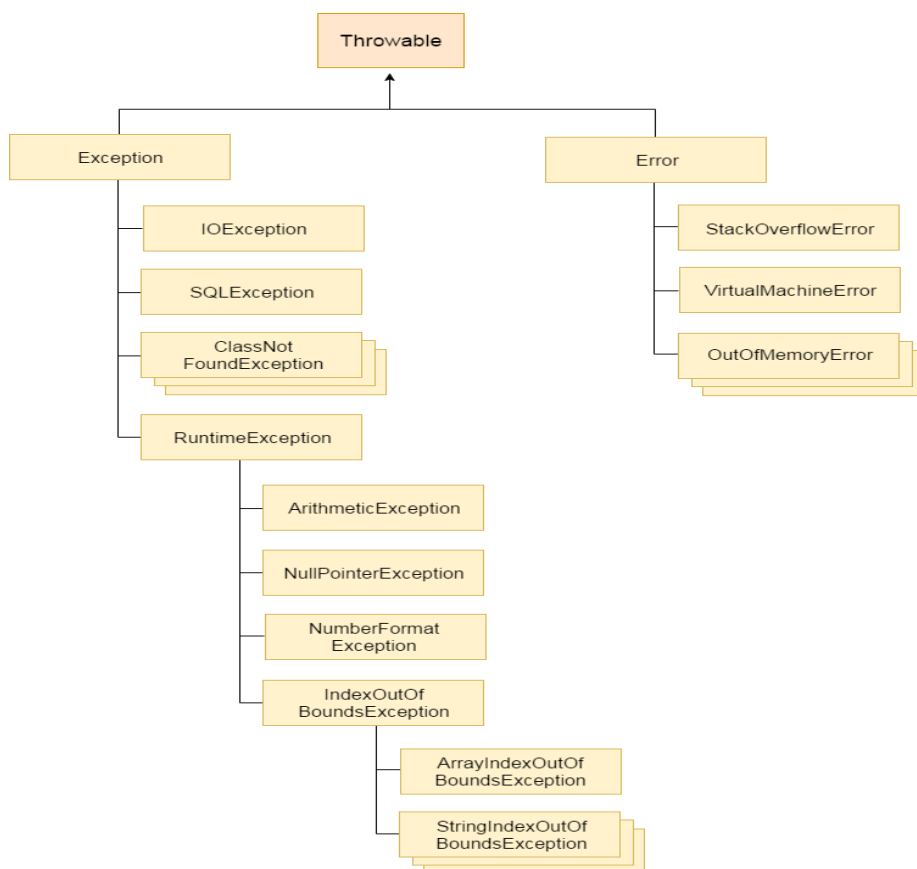 Throwable
Exception
Error
IOException
StackOverflowError
SQLException
VirtualMachineError
ClassNot
FoundException
OutOfMemoryError
RuntimeException
ArithmeticException
NullPointerException
NumberFormat
Exception
IndexOutOf
BoundsException
ArrayIndexOutOf
BoundsException
StringIndexOutOf
BoundsException